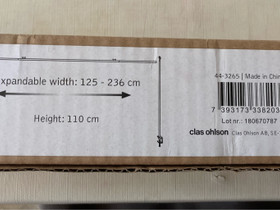 44-3265 | Made in Chin
xpandable width: 125 - 236 cm
Height: 110 cm
7 393173 358203
Lot nr.: 180670787
clas ohlson Clas Ohlson AB, SE-